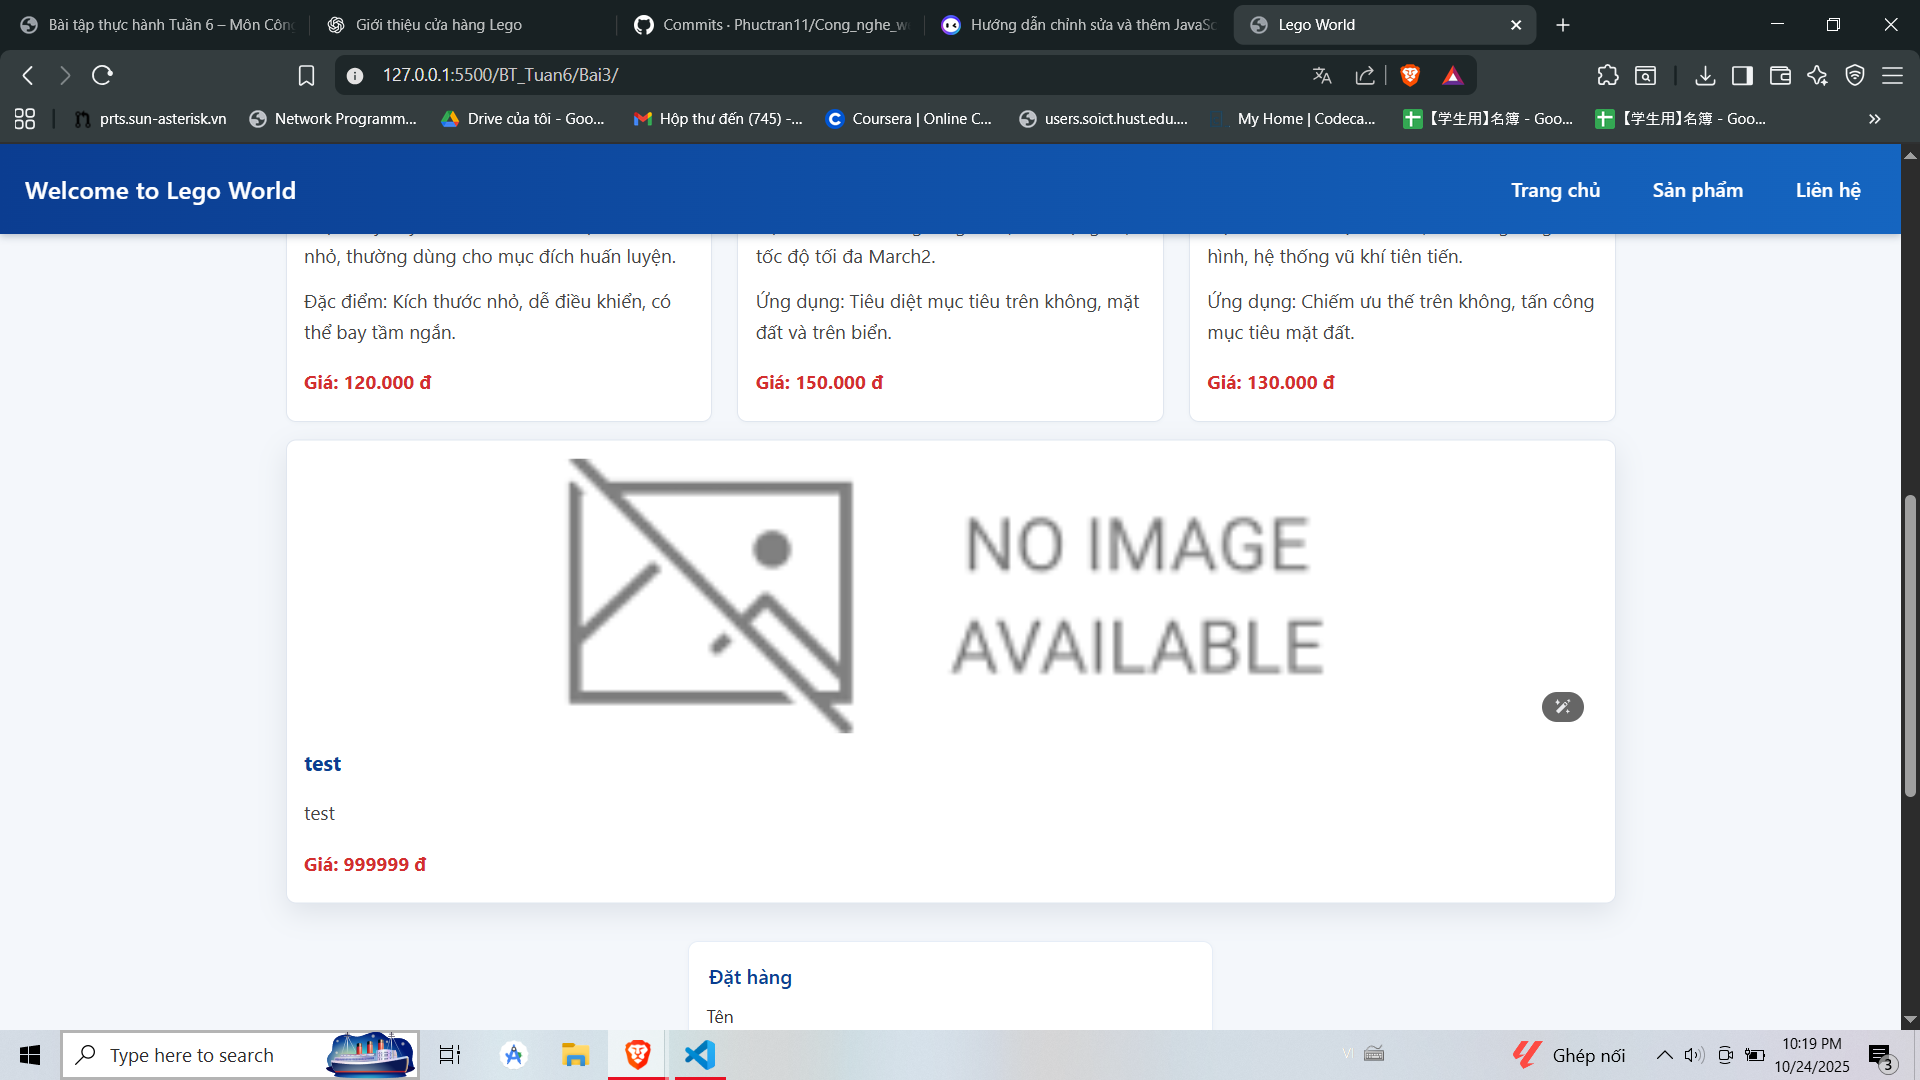 Bài tập thực hành Tuần 6 – Môn Côn
Giới thiệu cửa hàng Lego
Commits · Phuctran11/Cong_nghe_w
Hướng dẫn chỉnh sửa và thêm JavaSc
Lego World
127.0.0.1:5500/BT_Tuan6/Bai3/
prts.sun-asterisk.vn
Network Programm...
Drive của tôi - Goo...
Hộp thư đến (745) -...
Coursera | Online C...
users.soict.hust.edu....
My Home | Codeca...
【学生用】名簿 - Goo...
【学生用】名簿 - Goo...
Welcome to Lego World
Trang chủ
Sản phẩm
Liên hệ
nhỏ, thường dùng cho mục đích huấn luyện.
Đặc điểm: Kích thước nhỏ, dễ điều khiển, có
thể bay tầm ngắn.
Giá: 120.000 đ
tốc độ tối đa March2.
Ứng dụng: Tiêu diệt mục tiêu trên không, mặt
đất và trên biển.
Giá: 150.000 đ
hình, hệ thống vũ khí tiên tiến.
Ứng dụng: Chiếm ưu thế trên không, tấn công
mục tiêu mặt đất.
Giá: 130.000 đ
NO IMAGE
AVAILABLE
test
test
Giá: 999999 đ
Đặt hàng
Tên
Type here to search
VI
Ghép nối
10:19 PM
10/24/2025
3